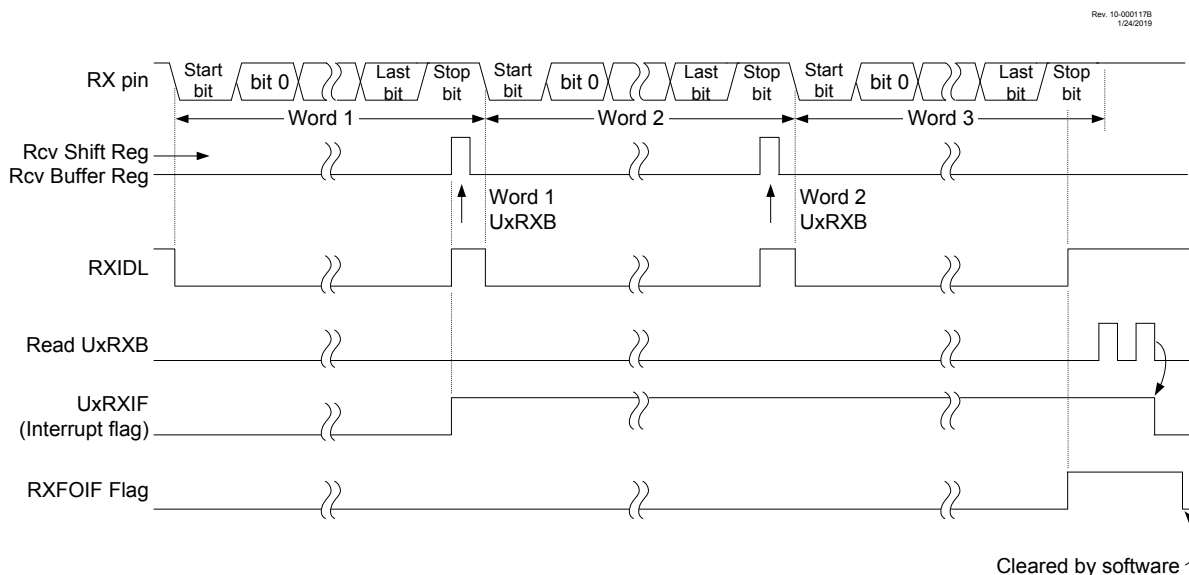 Rev. 10-000117B
1/24/2019
RX pin
Start bit
bit 0
Last bit
Stop bit
Start bit
bit 0
Last bit
Stop bit
Start bit
bit 0
Last bit
Stop bit
Word 1
Word 2
Word 3
Rcv Shift Reg
Rcv Buffer Reg
Word 1
UxRXB
Word 2
UxRXB
RXIDL
Read UxRXB
UxRXIF
(Interrupt flag)
RXFOIF Flag
Cleared by software